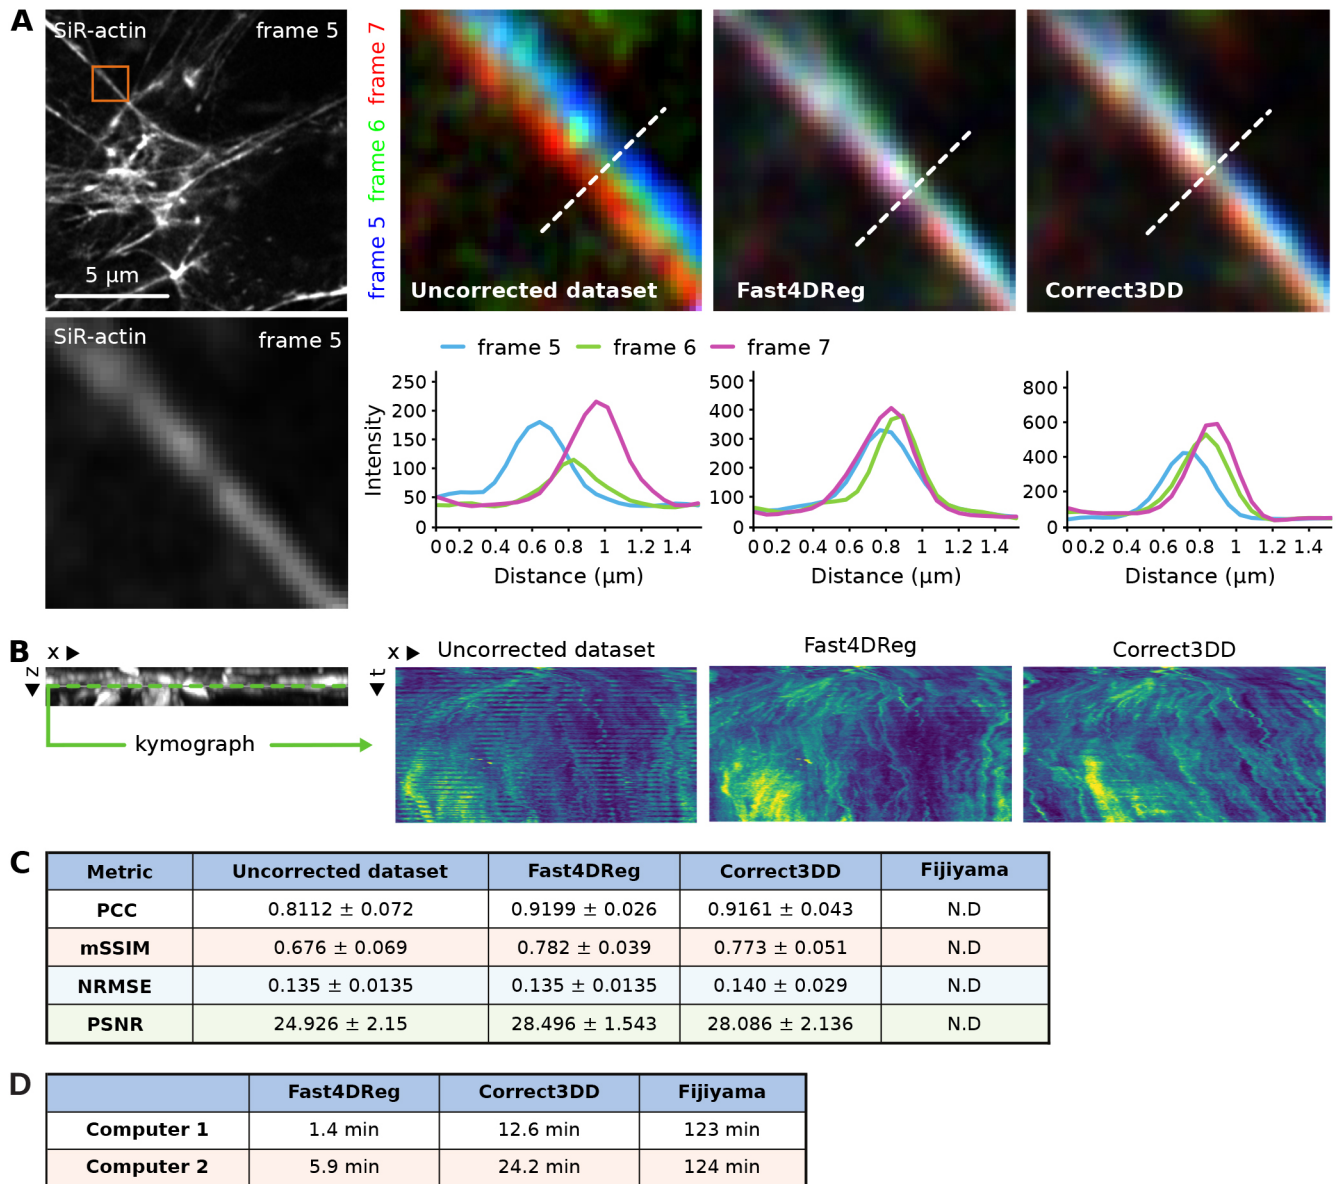 A
SiR-actin frame 5
5 µm
frame 5 frame 6 frame 7
Uncorrected dataset
Fast4DReg
Correct3DD
SiR-actin frame 5
frame 5 frame 6 frame 7
Intensity
250
200
150
100
50
0
0 0.2 0.4 0.6 0.8 1 1.2 1.4
Distance (µm)
500
400
300
200
100
0
0 0.2 0.4 0.6 0.8 1 1.2 1.4
Distance (µm)
800
600
400
200
0
0 0.2 0.4 0.6 0.8 1 1.2 1.4
Distance (µm)
B
x ▶
z ▶
kymograph
x ▶
t ▶
Uncorrected dataset
Fast4DReg
Correct3DD
C
Metric Uncorrected dataset Fast4DReg Correct3DD Fijiyama
PCC 0.8112 ± 0.072 0.9199 ± 0.026 0.9161 ± 0.043 N.D
mSSIM 0.676 ± 0.069 0.782 ± 0.039 0.773 ± 0.051 N.D
NRMSE 0.135 ± 0.0135 0.135 ± 0.0135 0.140 ± 0.029 N.D
PSNR 24.926 ± 2.15 28.496 ± 1.543 28.086 ± 2.136 N.D
D
Fast4DReg Correct3DD Fijiyama
Computer 1 1.4 min 12.6 min 123 min
Computer 2 5.9 min 24.2 min 124 min